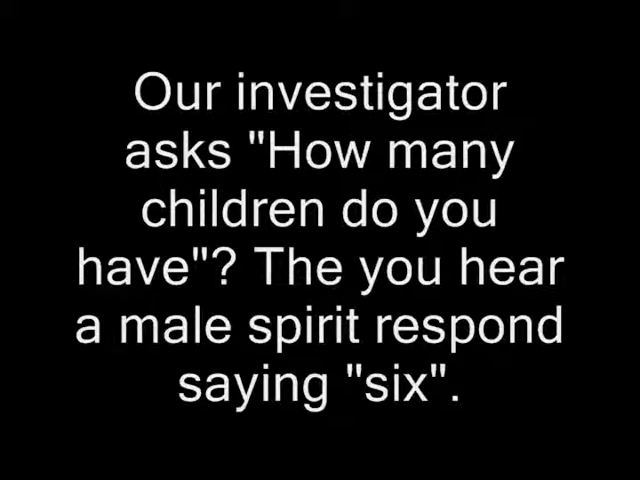 Our investigator
asks "How many
children do you
have"? The you hear
a male spirit respond
saying "six".